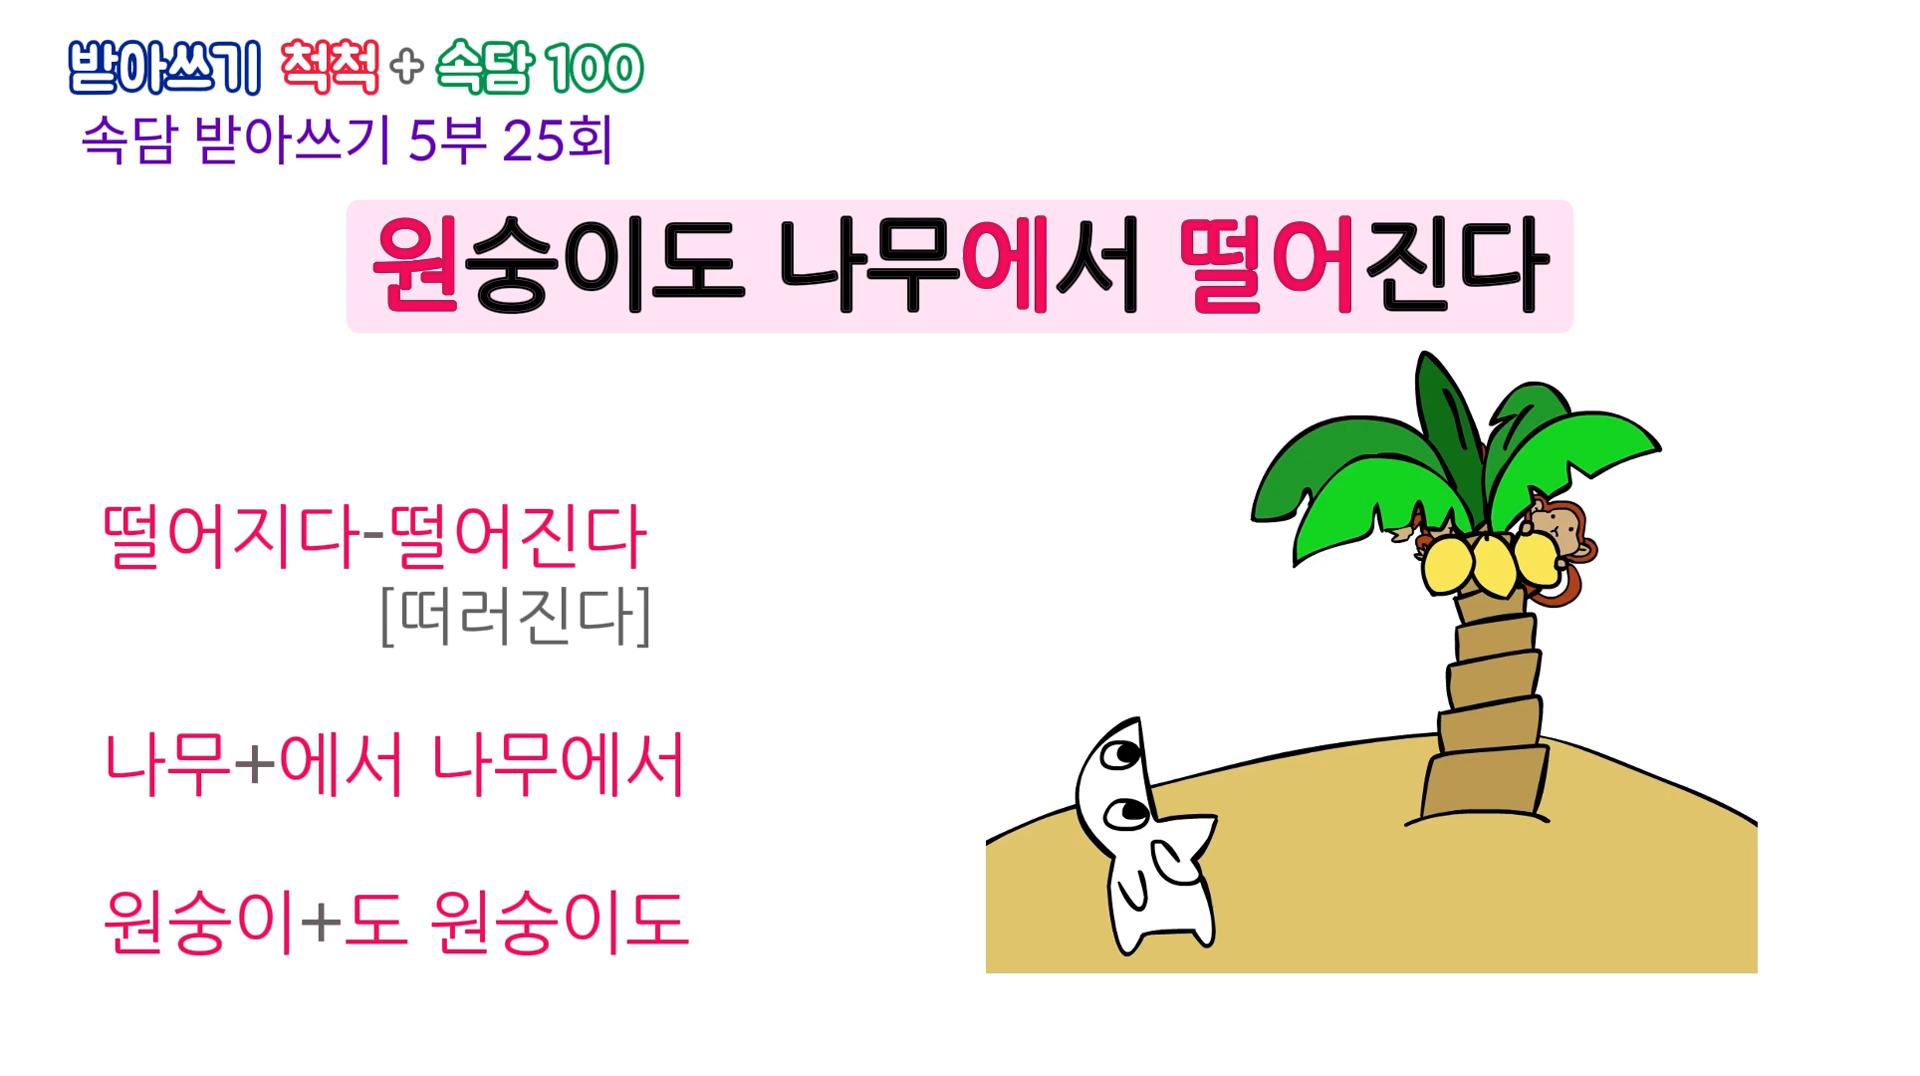 받아쓰기 척척 + 속담 100
속담 받아쓰기 5부 25회
원숭이도 나무에서 떨어진다
떨어지다-떨어진다
[떠러진다]
나무+에서 나무에서
원숭이+도 원숭이도